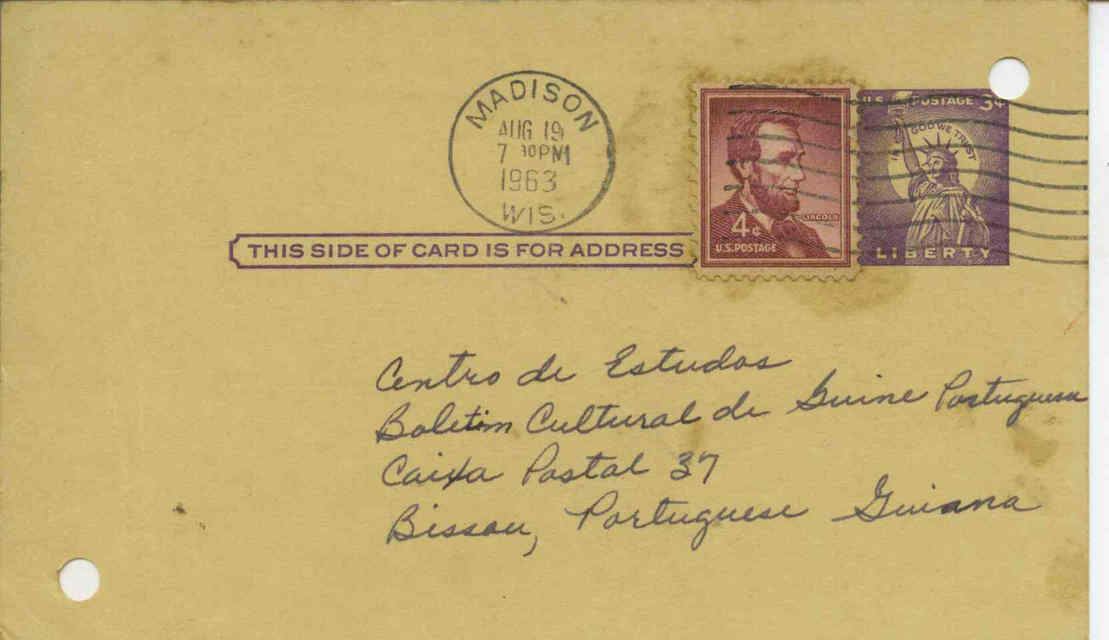 MADISON
AUG 19
7 30 PM
1963
WIS.
LINCOLN
4¢
U.S. POSTAGE
U.S. POSTAGE 3¢
IN GOD WE TRUST
LIBERTY
THIS SIDE OF CARD IS FOR ADDRESS
Centro de Estudos
Boletim Cultural de Guine Portuguesa
Caixa Postal 37
Bissau, Portuguese Guiana